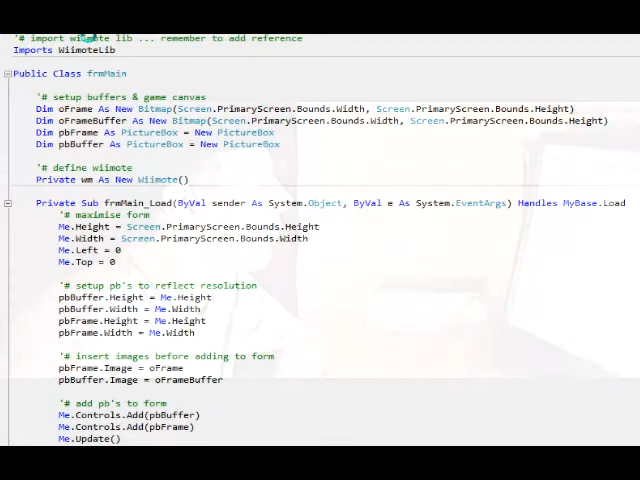 '# import wiimote lib ... remember to add reference
Imports WiimoteLib
Public Class frmMain
'# setup buffers & game canvas
Dim oFrame As New Bitmap(Screen.PrimaryScreen.Bounds.Width, Screen.PrimaryScreen.Bounds.Height)
Dim oFrameBuffer As New Bitmap(Screen.PrimaryScreen.Bounds.Width, Screen.PrimaryScreen.Bounds.Height)
Dim pbFrame As PictureBox = New PictureBox
Dim pbBuffer As PictureBox = New PictureBox
'# define wiimote
Private wm As New Wiimote()
Private Sub frmMain_Load(ByVal sender As System.Object, ByVal e As System.EventArgs) Handles MyBase.Load
'# maximise form
Me.Height = Screen.PrimaryScreen.Bounds.Height
Me.Width = Screen.PrimaryScreen.Bounds.Width
Me.Left = 0
Me.Top = 0
'# setup pb's to reflect resolution
pbBuffer.Height = Me.Height
pbBuffer.Width = Me.Width
pbFrame.Height = Me.Height
pbFrame.Width = Me.Width
'# insert images before adding to form
pbFrame.Image = oFrame
pbBuffer.Image = oFrameBuffer
'# add pb's to form
Me.Controls.Add(pbBuffer)
Me.Controls.Add(pbFrame)
Me.Update()